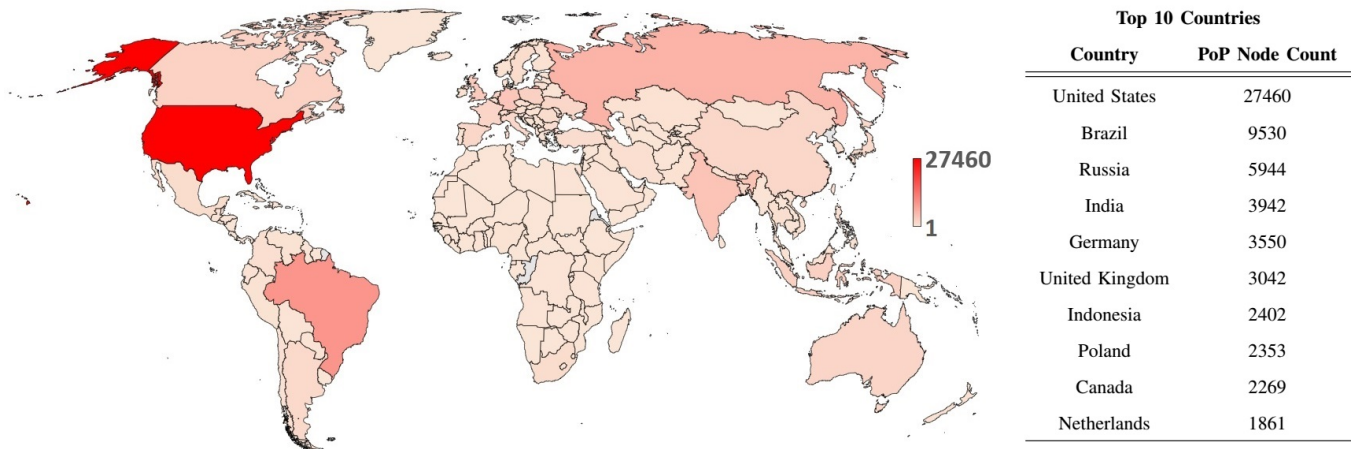 27460
1
Top 10 Countries
Country PoP Node Count
United States 27460
Brazil 9530
Russia 5944
India 3942
Germany 3550
United Kingdom 3042
Indonesia 2402
Poland 2353
Canada 2269
Netherlands 1861